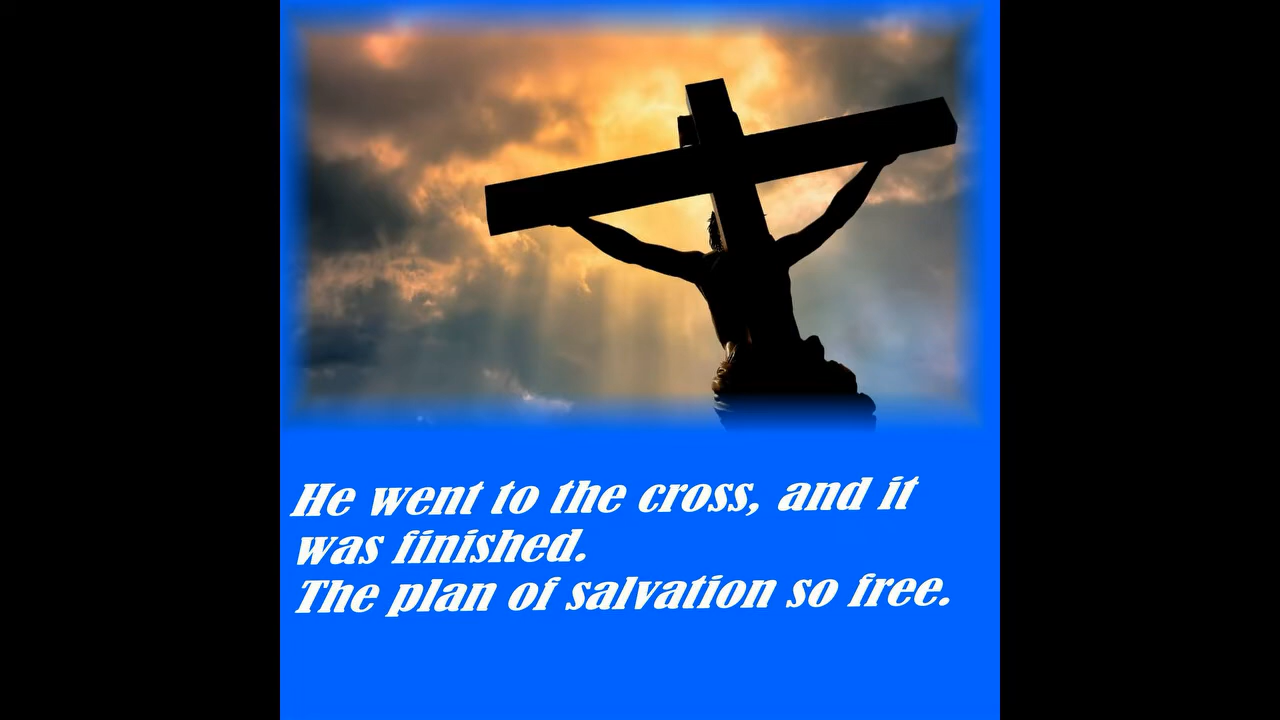 He went to the cross, and it
was finished.
The plan of salvation so free.